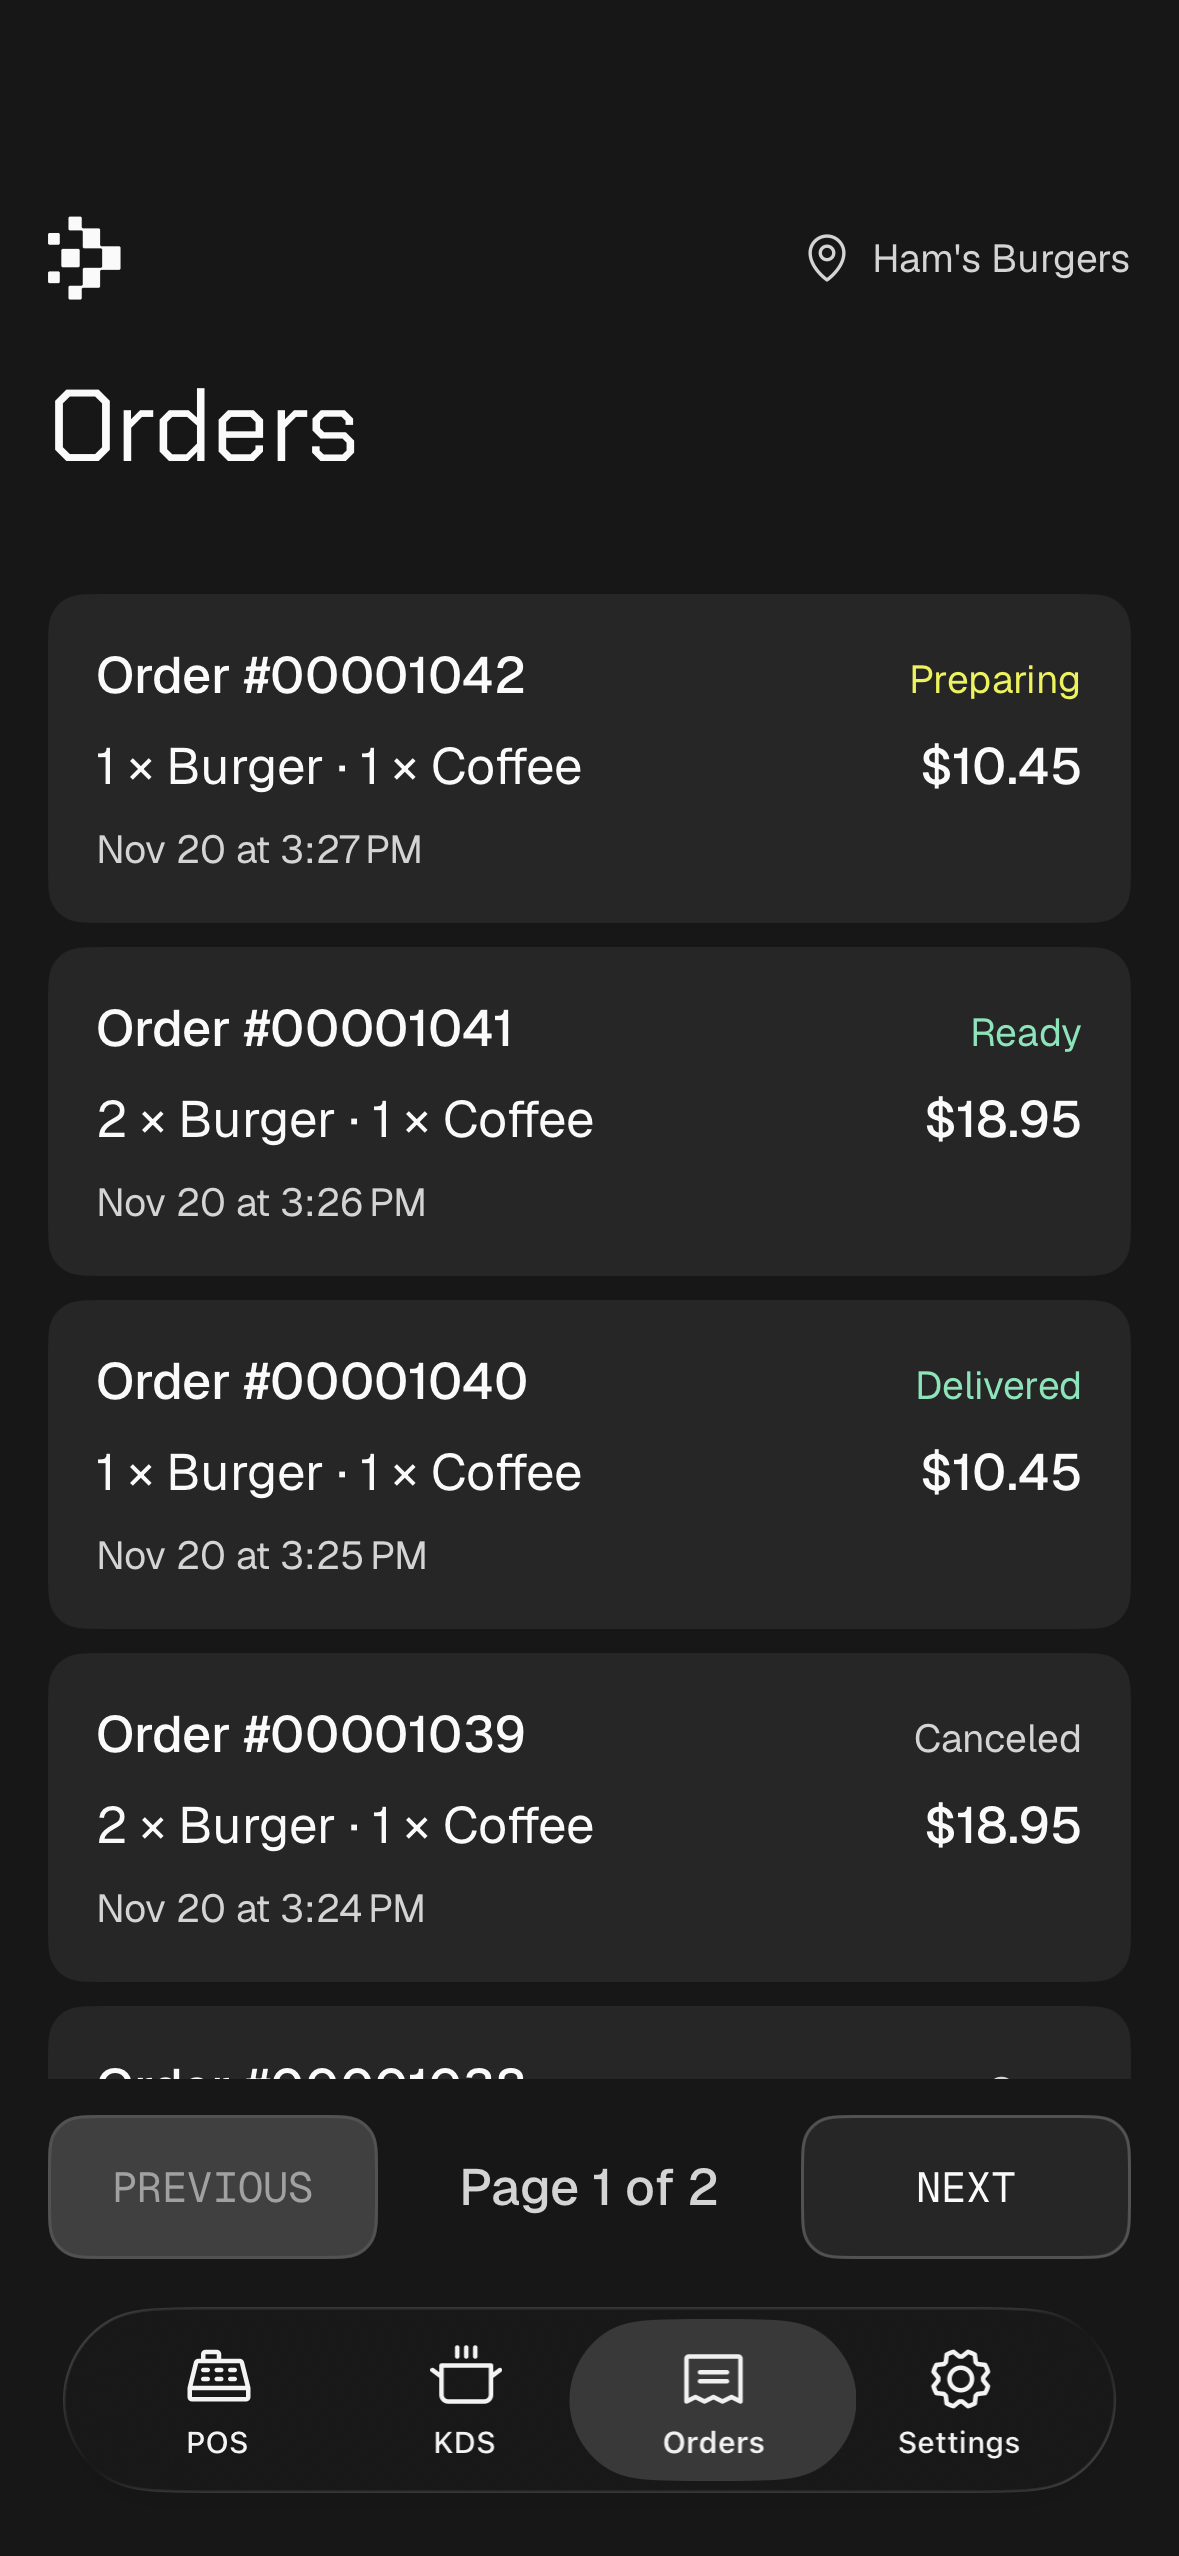 Ham's Burgers
Orders
Order #00001042
Preparing
1 × Burger · 1 × Coffee
$10.45
Nov 20 at 3:27 PM
Order #00001041
Ready
2 × Burger · 1 × Coffee
$18.95
Nov 20 at 3:26 PM
Order #00001040
Delivered
1 × Burger · 1 × Coffee
$10.45
Nov 20 at 3:25 PM
Order #00001039
Canceled
2 × Burger · 1 × Coffee
$18.95
Nov 20 at 3:24 PM
Order #00001038
PREVIOUS
Page 1 of 2
NEXT
POS
KDS
Orders
Settings